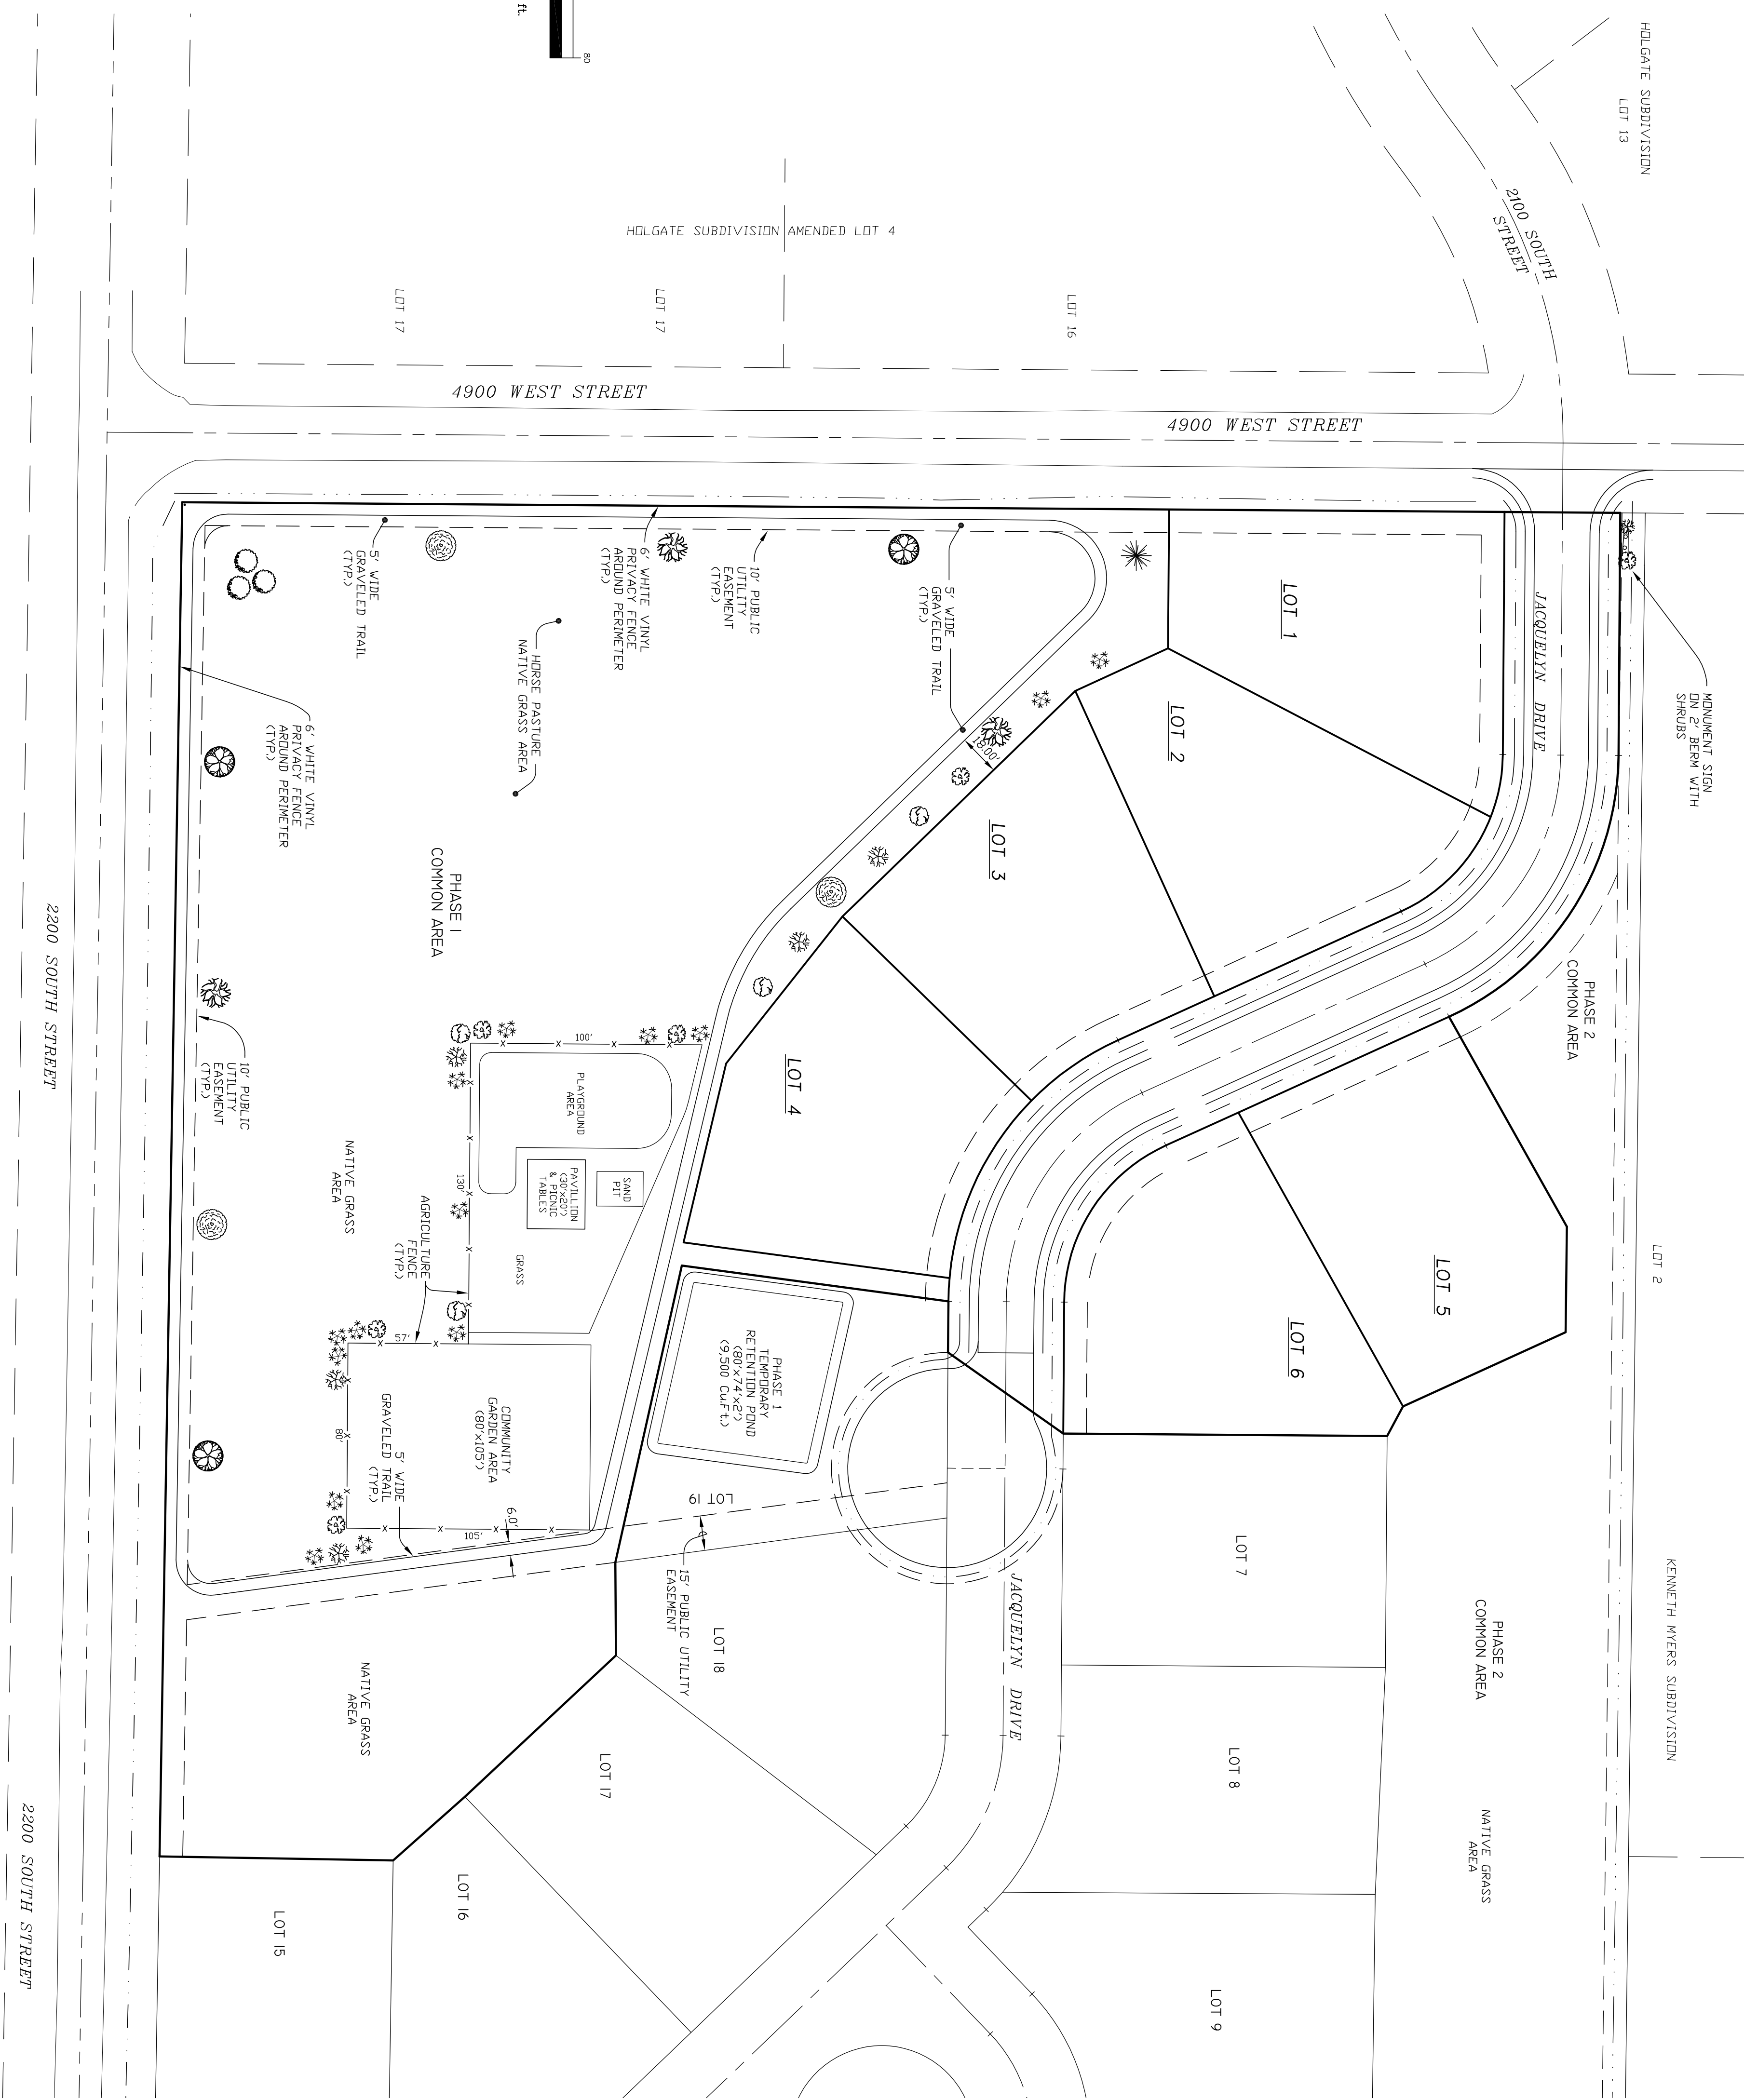 80
ft.
HOLGATE SUBDIVISION
LOT 13
2100 SOUTH
STREET
HOLGATE SUBDIVISION AMENDED LOT 4
LOT 17
LOT 17
LOT 16
4900 WEST STREET
4900 WEST STREET
MONUMENT SIGN
ON 2' BERM WITH
SHRUBS
JACQUELYN DRIVE
LOT 1
LOT 2
LOT 3
LOT 4
LOT 5
LOT 6
5' WIDE
GRAVELED TRAIL
(TYP.)
18.00'
10' PUBLIC
UTILITY
EASEMENT
(TYP.)
6' WHITE VINYL
PRIVACY FENCE
AROUND PERIMETER
(TYP.)
5' WIDE
GRAVELED TRAIL
(TYP.)
HORSE PASTURE
NATIVE GRASS AREA
6' WHITE VINYL
PRIVACY FENCE
AROUND PERIMETER
(TYP.)
PHASE 1
COMMON AREA
PHASE 2
COMMON AREA
2200 SOUTH STREET
10' PUBLIC
UTILITY
EASEMENT
(TYP.)
100'
PLAYGROUND
AREA
130'
SAND
PIT
PAVILLION
(30'x20')
& PICNIC
TABLES
GRASS
NATIVE GRASS
AREA
AGRICULTURE
FENCE
(TYP.)
57'
PHASE 1
TEMPORARY
RETENTION POND
(80'x74'x2')
(9,500 Cu.Ft.)
COMMUNITY
GARDEN AREA
(80'x105')
5' WIDE
GRAVELED TRAIL
(TYP.)
80'
105'
6.0'
LOT 19
15' PUBLIC UTILITY
EASEMENT
LOT 18
LOT 17
LOT 16
LOT 15
NATIVE GRASS
AREA
JACQUELYN DRIVE
LOT 7
LOT 8
LOT 9
LOT 2
KENNETH MYERS SUBDIVISION
PHASE 2
COMMON AREA
NATIVE GRASS
AREA
2200 SOUTH STREET